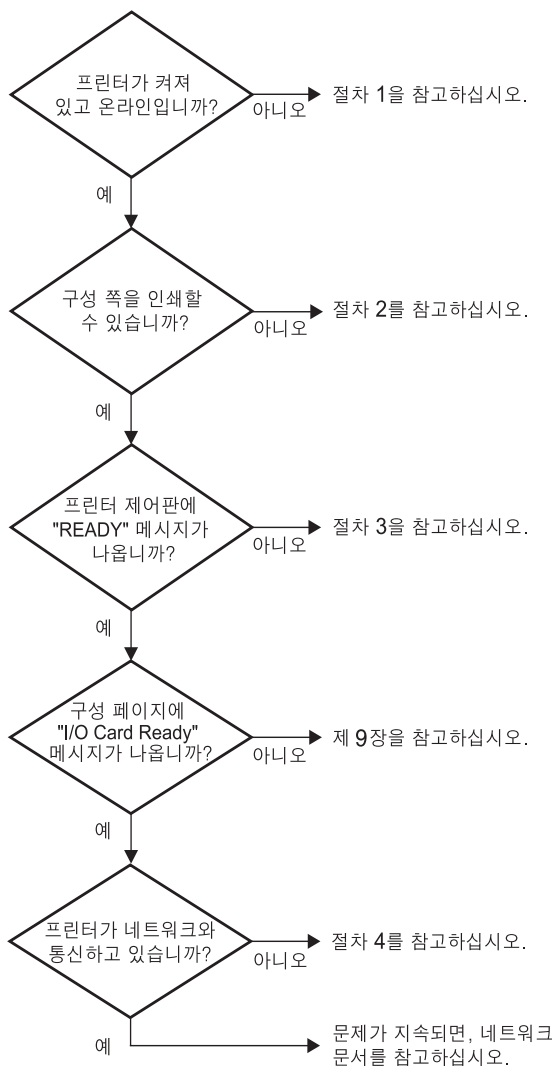 프린터가 켜져
있고 온라인입니까?
아니오
절차 1을 참고하십시오.
예
구성 쪽을 인쇄할
수 있습니까?
아니오
절차 2를 참고하십시오.
예
프린터 제어판에
"READY" 메시지가
나옵니까?
아니오
절차 3을 참고하십시오.
예
구성 페이지에
"I/O Card Ready"
메시지가 나옵니까?
아니오
제 9장을 참고하십시오.
예
프린터가 네트워크와
통신하고 있습니까?
아니오
절차 4를 참고하십시오.
예
문제가 지속되면, 네트워크
문서를 참고하십시오.